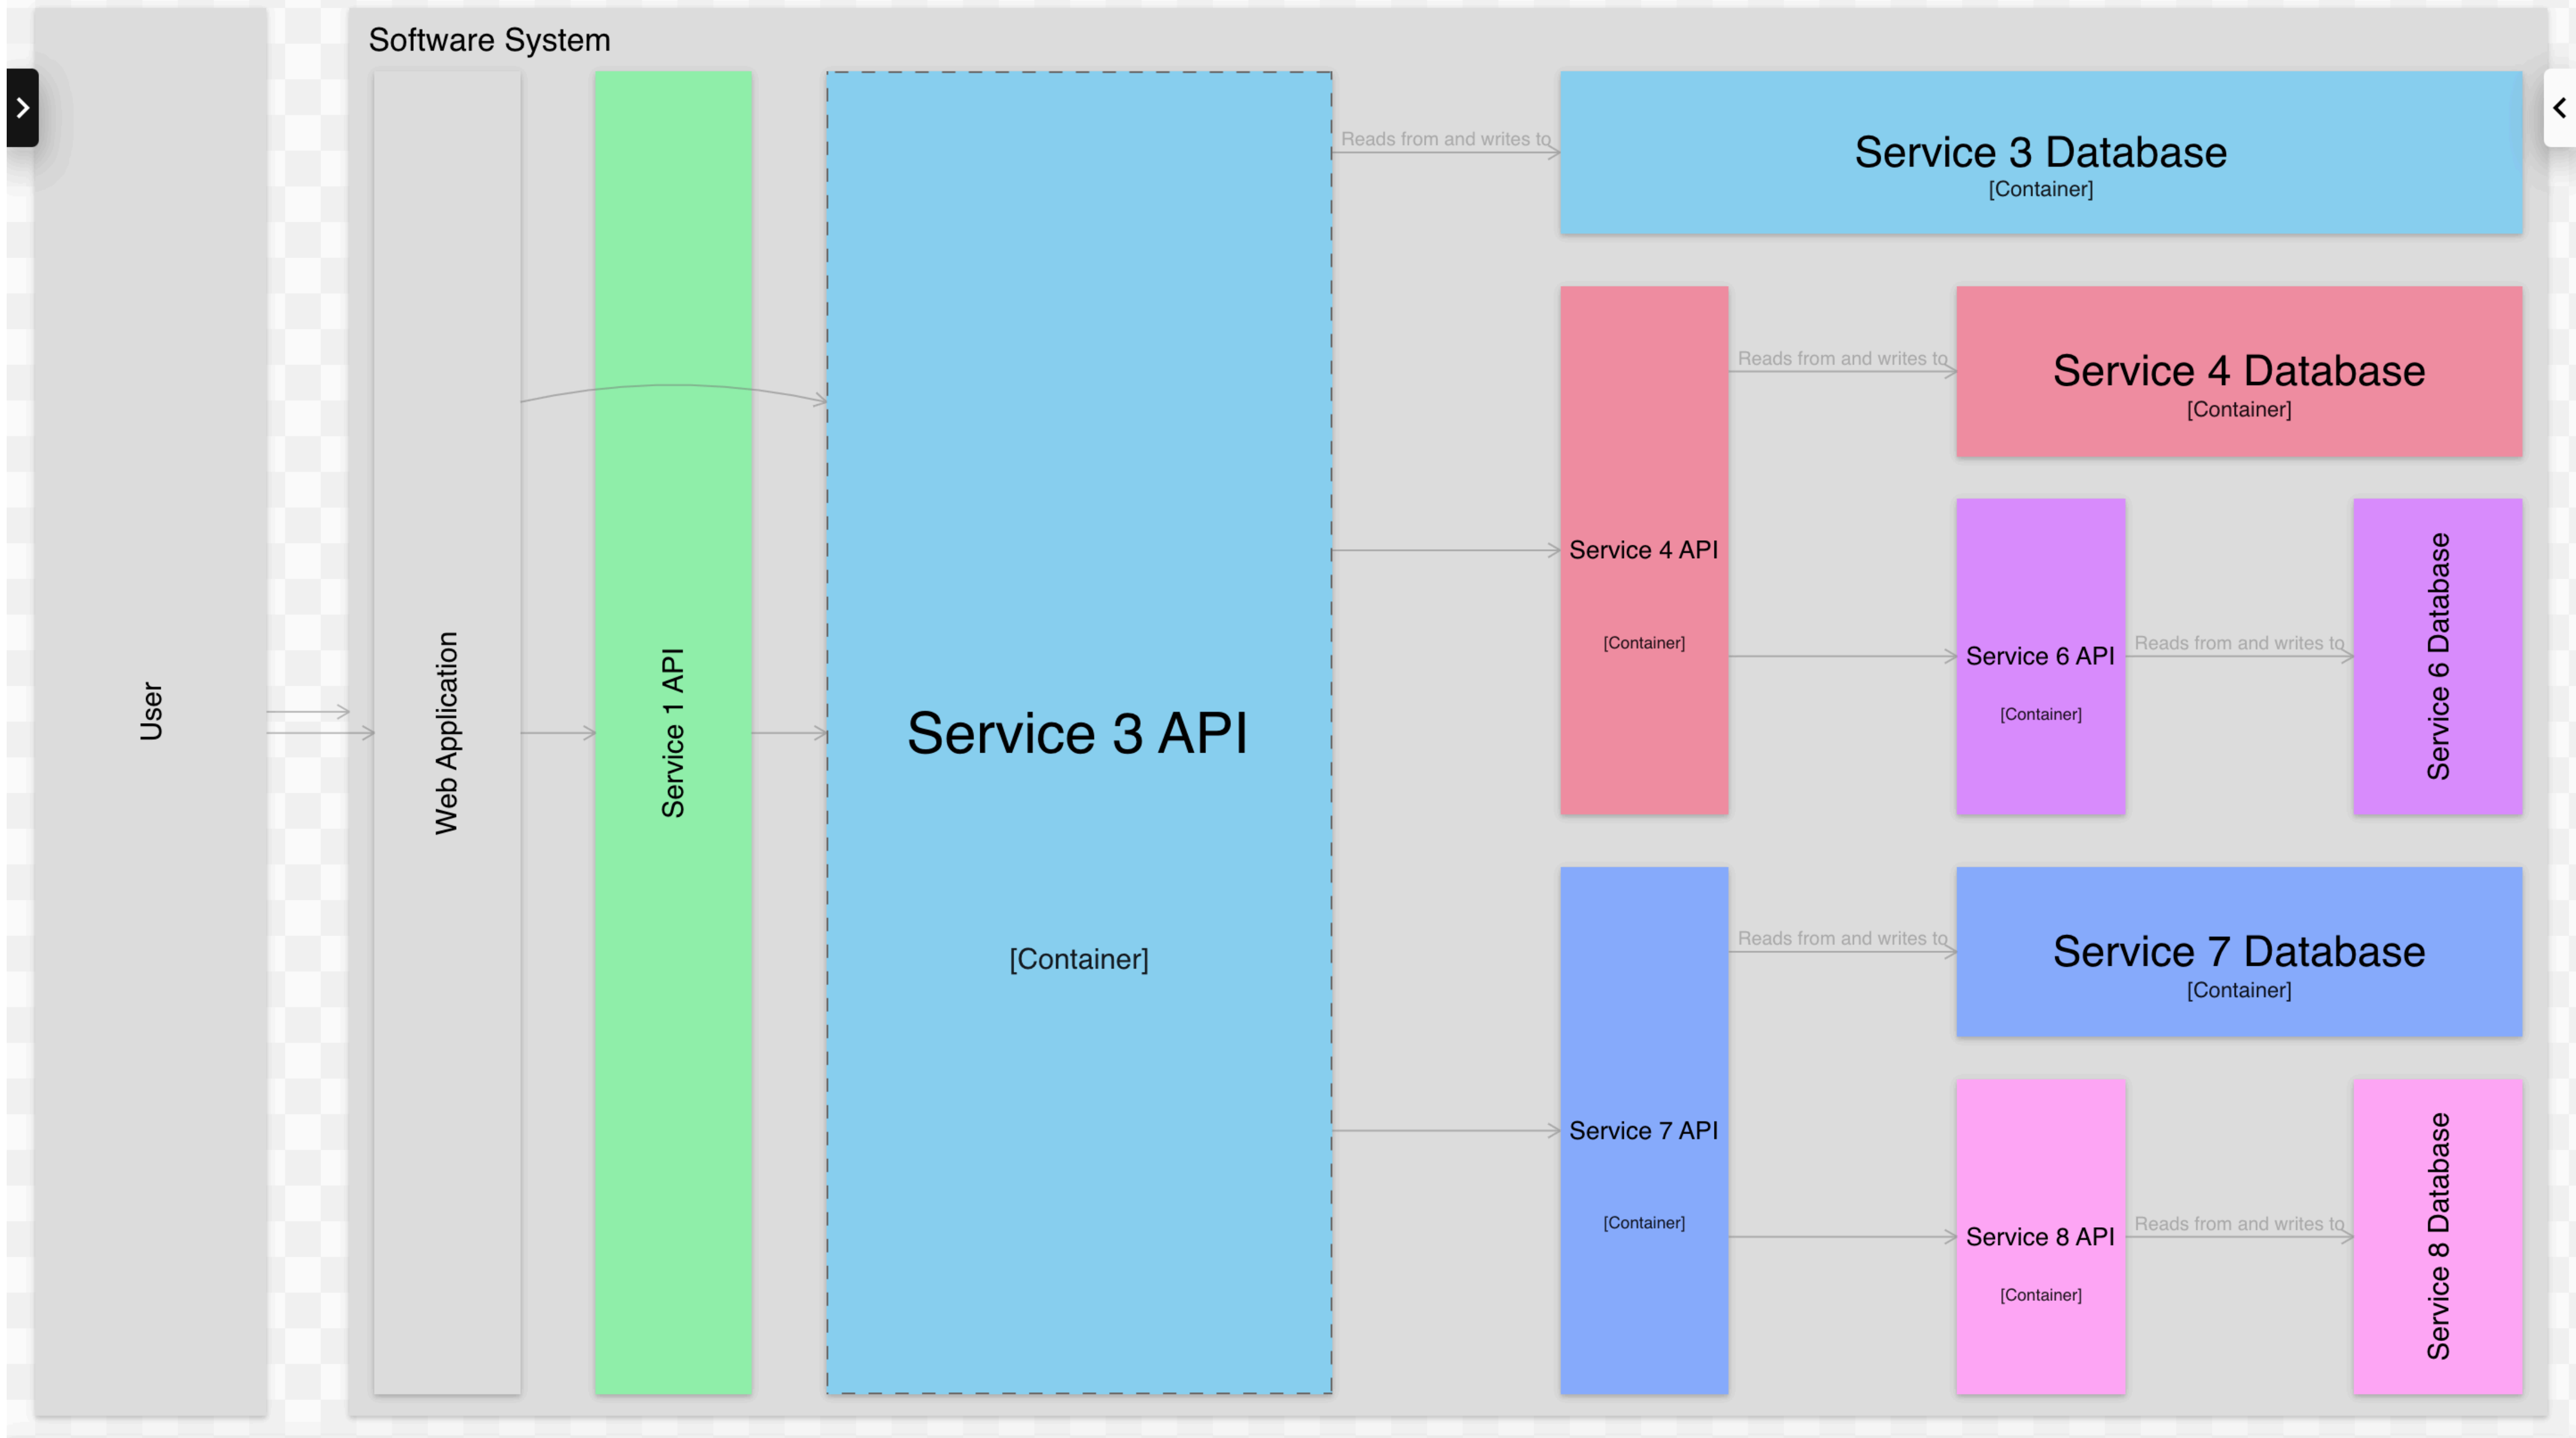 Software System
User
Web Application
Service 1 API
Service 3 API
[Container]
Reads from and writes to
Service 3 Database
[Container]
Service 4 API
[Container]
Reads from and writes to
Service 4 Database
[Container]
Service 6 API
[Container]
Reads from and writes to
Service 6 Database
Service 7 API
[Container]
Reads from and writes to
Service 7 Database
[Container]
Service 8 API
[Container]
Reads from and writes to
Service 8 Database